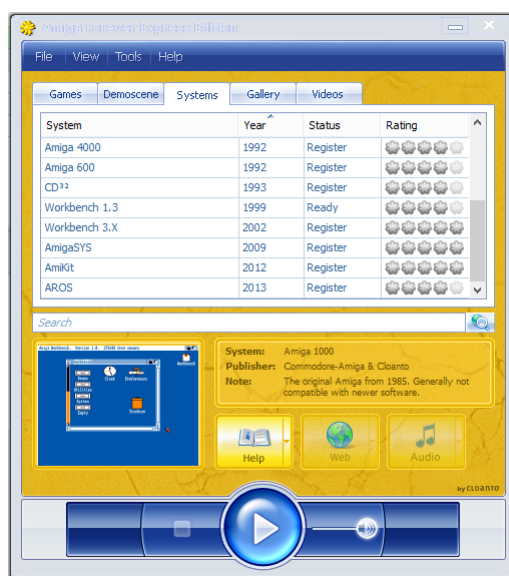 Amiga Forever Express Edition
File View Tools Help
Games Demoscene Systems Gallery Videos
System Year Status Rating
Amiga 4000 1992 Register
Amiga 600 1992 Register
CD³² 1993 Register
Workbench 1.3 1999 Ready
Workbench 3.X 2002 Register
AmigaSYS 2009 Register
AmiKit 2012 Register
AROS 2013 Register
Search
System: Amiga 1000
Publisher: Commodore-Amiga & Cloanto
Note: The original Amiga from 1985. Generally not
compatible with newer software.
Help Web Audio
by CLOANTO